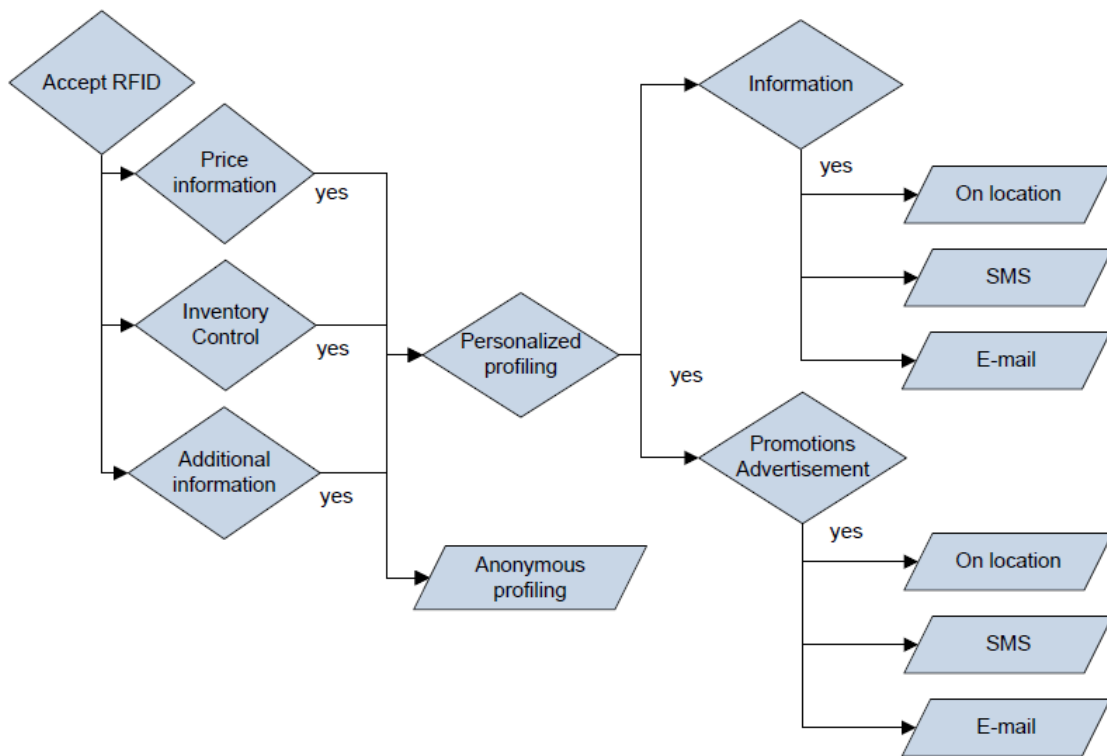 Accept RFID
Price
information
yes
Inventory
Control
yes
Additional
information
yes
Personalized
profiling
yes
Anonymous
profiling
Information
yes
On location
SMS
E-mail
Promotions
Advertisement
yes
On location
SMS
E-mail